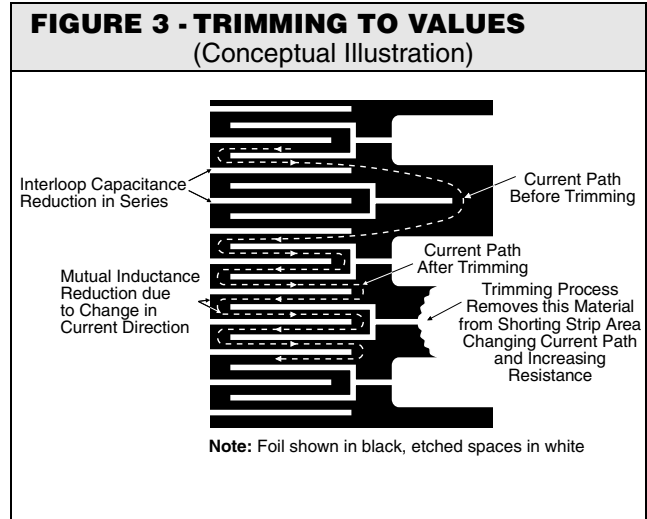 FIGURE 3 - TRIMMING TO VALUES
(Conceptual Illustration)
Interloop Capacitance
Reduction in Series
Current Path
Before Trimming
Mutual Inductance
Reduction due
to Change in
Current Direction
Current Path
After Trimming
Trimming Process
Removes this Material
from Shorting Strip Area
Changing Current Path
and Increasing
Resistance
Note: Foil shown in black, etched spaces in white